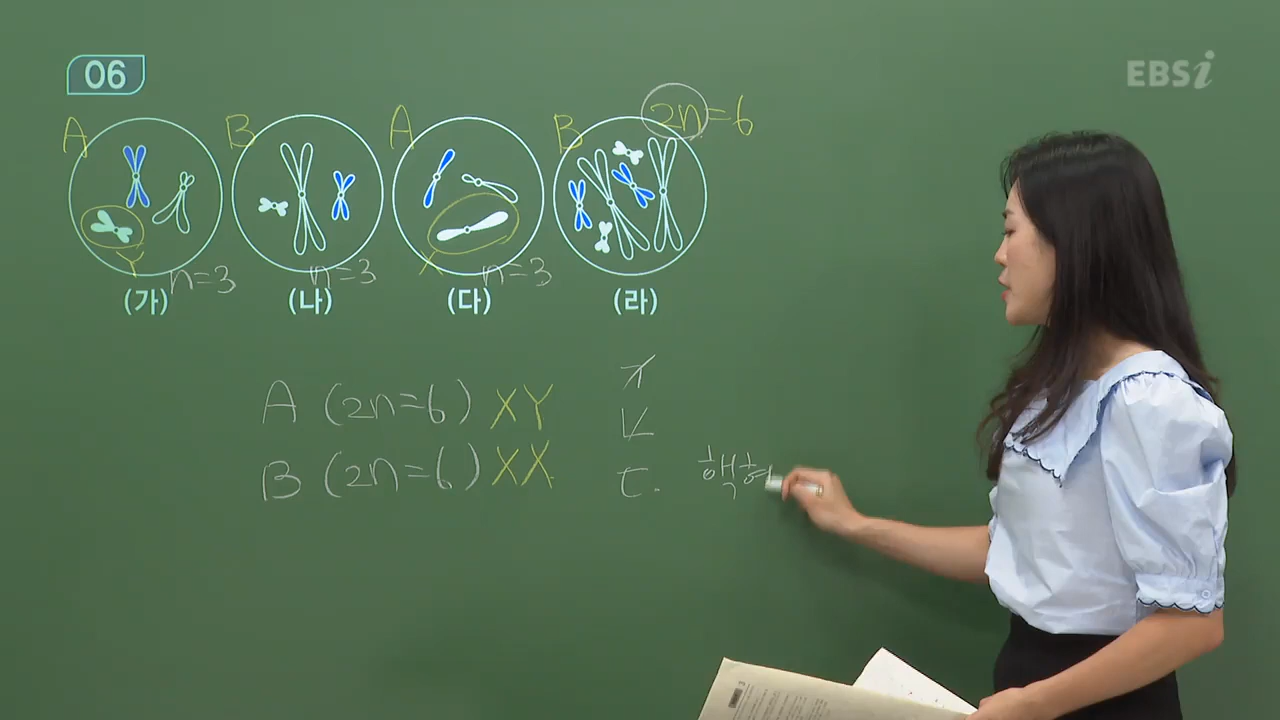 06
EBSi
A
B
A
B
2n=6
Y
n=3
n=3
X
n=3
(가)
(나)
(다)
(라)
A (2n=6) XY
B (2n=6) XX
ㄱ
ㄴ
ㄷ. 핵혀